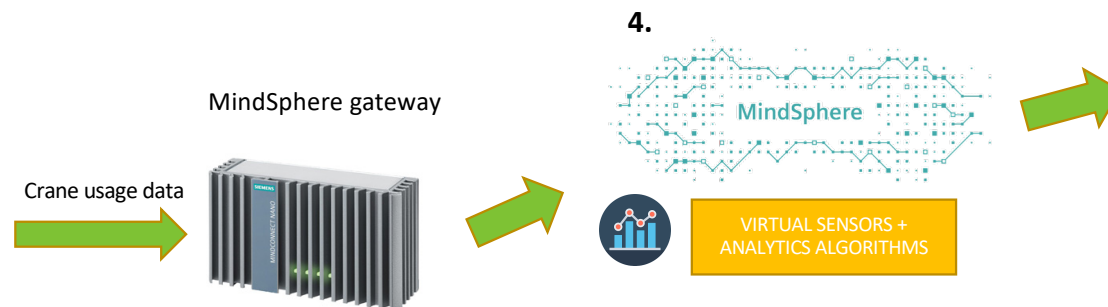 4.
MindSphere gateway
MindSphere
Crane usage data
SIEMENS
MINDCONNECT NANO
VIRTUAL SENSORS +
ANALYTICS ALGORITHMS